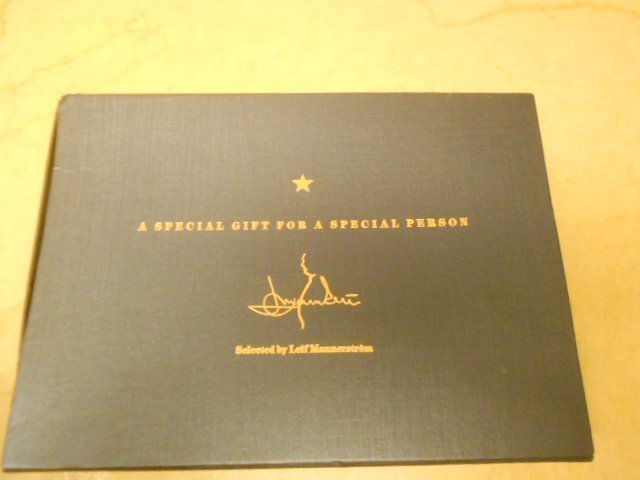 A SPECIAL GIFT FOR A SPECIAL PERSON
Selected by Leif Mannerström